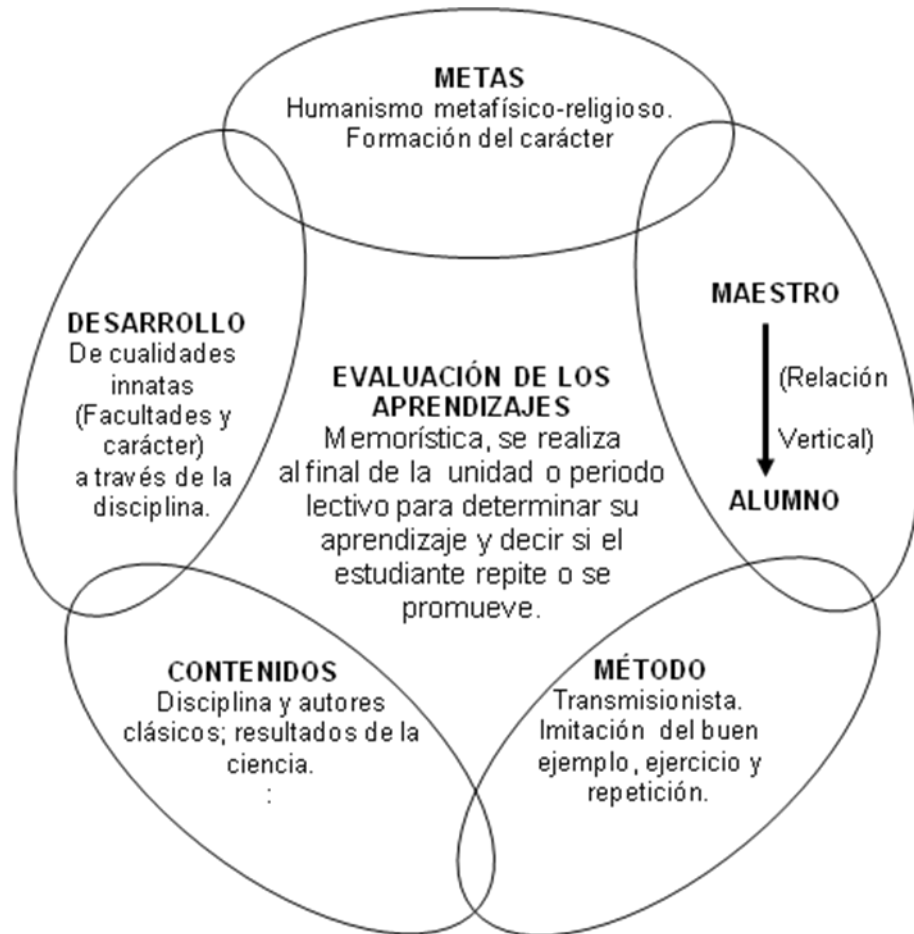 METAS
Humanismo metafísico-religioso.
Formación del carácter
MAESTRO
(Relación
Vertical)
ALUMNO
DESARROLLO
De cualidades
innatas
(Facultades y
carácter)
a través de la
disciplina.
EVALUACIÓN DE LOS
APRENDIZAJES
Memorística, se realiza
al final de la unidad o periodo
lectivo para determinar su
aprendizaje y decir si el
estudiante repite o se
promueve.
CONTENIDOS
Disciplina y autores
clásicos; resultados de la
ciencia.
:
MÉTODO
Transmisionista.
Imitación del buen
ejemplo, ejercicio y
repetición.